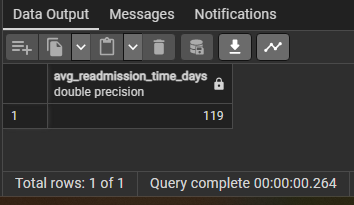 Data Output Messages Notifications
avg_readmission_time_days
double precision
1 119
Total rows: 1 of 1 Query complete 00:00:00.264